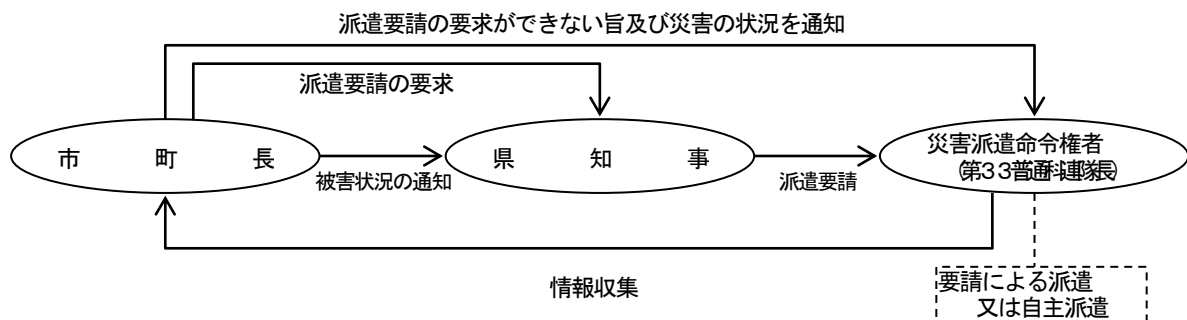 派遣要請の要求ができない旨及び災害の状況を通知
派遣要請の要求
市町長
被害状況の通知
県知事
派遣要請
災害派遣命令権者
(第33普通科連隊長)
情報収集
要請による派遣
又は自主派遣